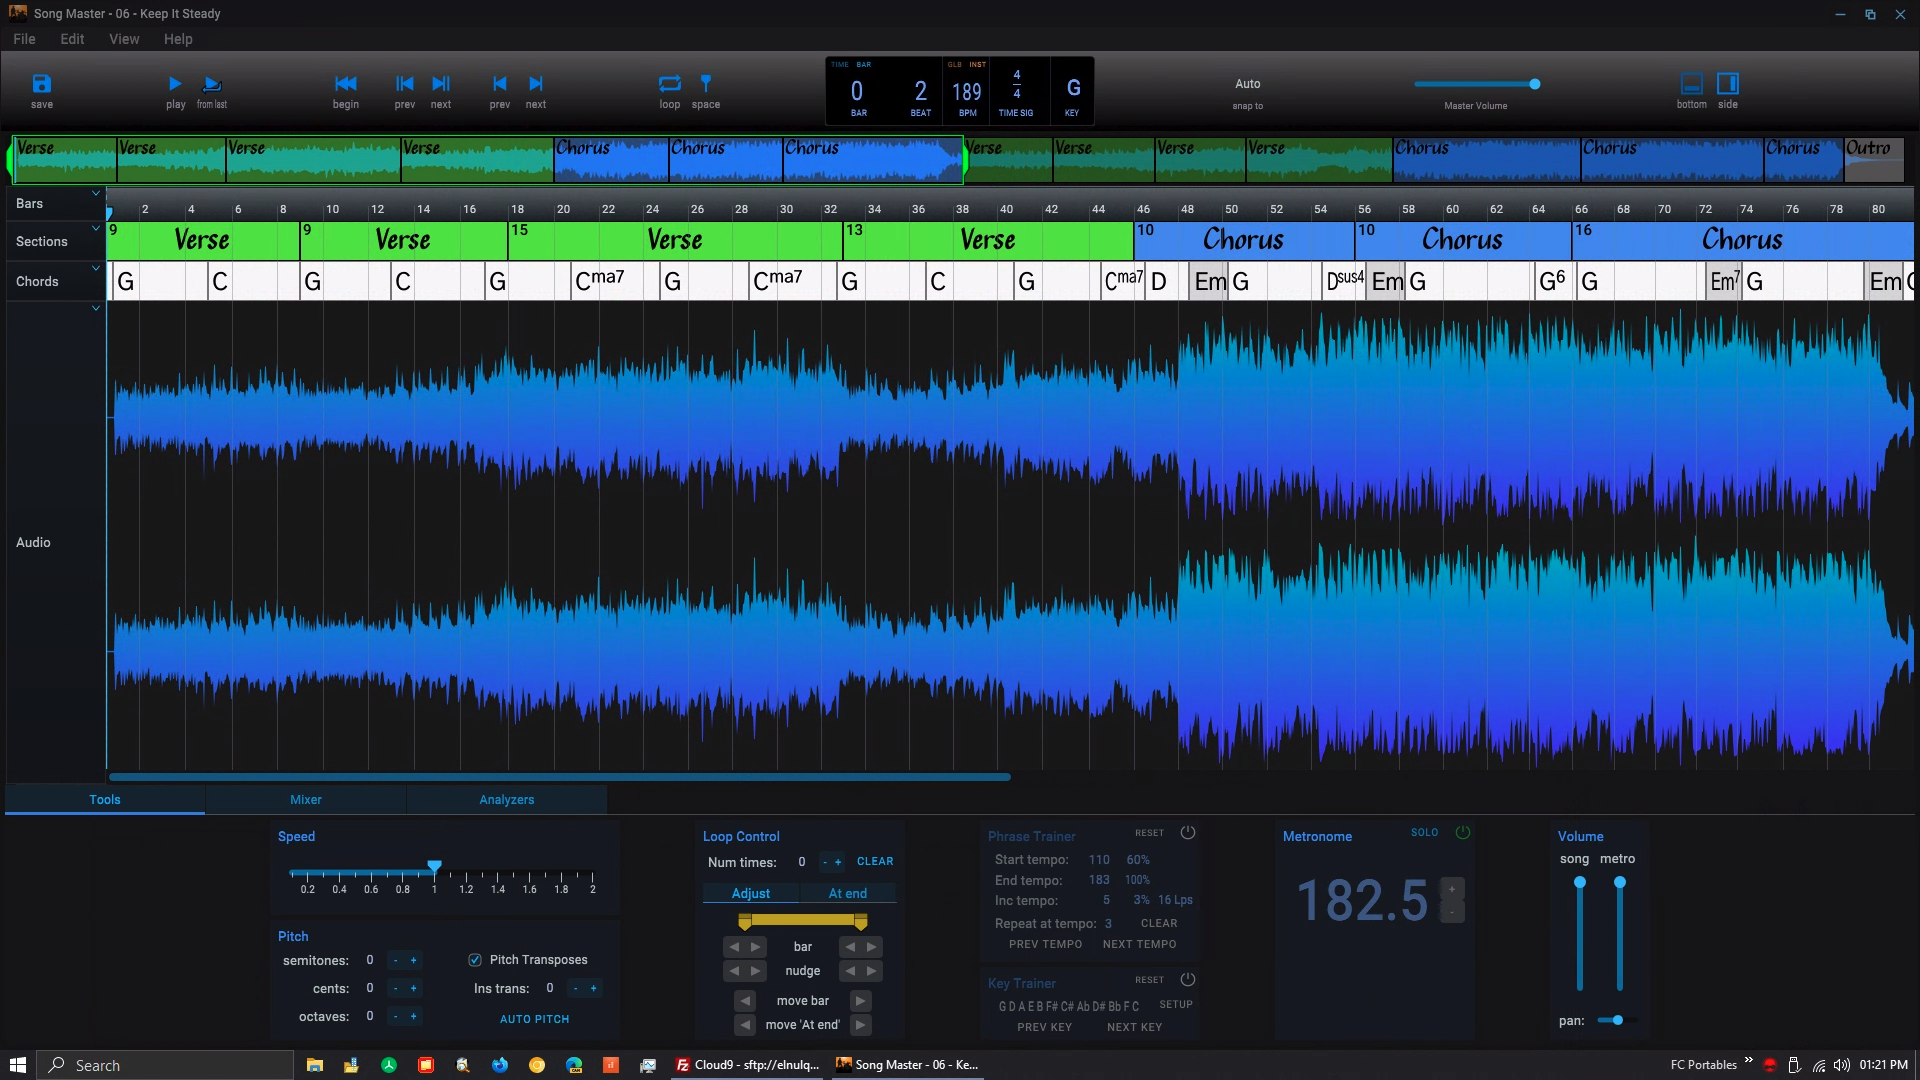 Song Master - 06 - Keep It Steady
File Edit View Help
save play from last begin prev next prev next loop space
TIME BAR GLB INST
0 2 189 4/4 G
BAR BEAT BPM TIME SIG KEY
Auto
snap to
Master Volume
bottom side
Verse Verse Verse Verse Chorus Chorus Chorus Verse Verse Verse Verse Chorus Chorus Chorus Outro
Bars 2 4 6 8 10 12 14 16 18 20 22 24 26 28 30 32 34 36 38 40 42 44 46 48 50 52 54 56 58 60 62 64 66 68 70 72 74 76 78 80
Sections 9 Verse 9 Verse 15 Verse 13 Verse 10 Chorus 10 Chorus 16 Chorus
Chords G C G C G Cma7 G Cma7 G C G Cma7 D Em G Dsus4 Em G G6 G Em7 G Em
Audio
Tools Mixer Analyzers
Speed
0.2 0.4 0.6 0.8 1 1.2 1.4 1.6 1.8 2
Pitch
semitones: 0 - +
cents: 0 - +
octaves: 0 - +
Pitch Transposes
Ins trans: 0 - +
AUTO PITCH
Loop Control
Num times: 0 - + CLEAR
Adjust At end
bar
nudge
move bar
move 'At end'
Phrase Trainer RESET
Start tempo: 110 60%
End tempo: 183 100%
Inc tempo: 5 3% 16 Lps
Repeat at tempo: 3 CLEAR
PREV TEMPO NEXT TEMPO
Key Trainer RESET
G D A E B F# C# Ab D# Bb F C SETUP
PREV KEY NEXT KEY
Metronome SOLO
182.5 + -
Volume
song metro
pan:
Search
Cloud9 - sftp://elnulq...
Song Master - 06 - Ke...
FC Portables
01:21 PM